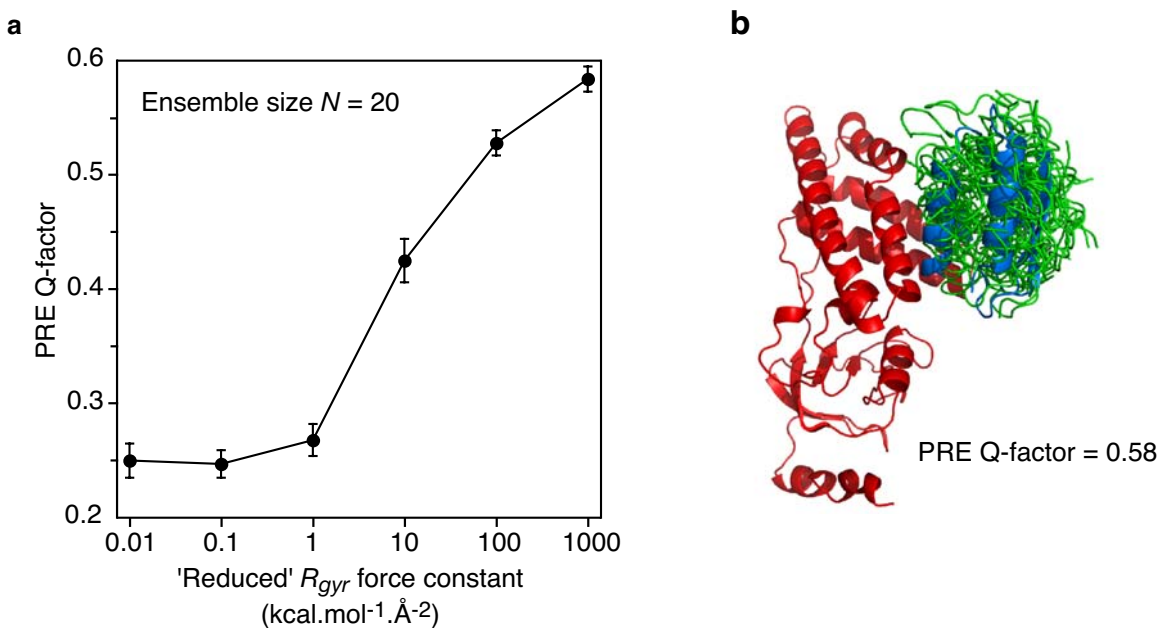 a
0.6
0.5
0.4
0.3
0.2
PRE Q-factor
Ensemble size N = 20
0.01 0.1 1 10 100 1000
'Reduced' Rgyr force constant
(kcal.mol-1.Å-2)
b
PRE Q-factor = 0.58